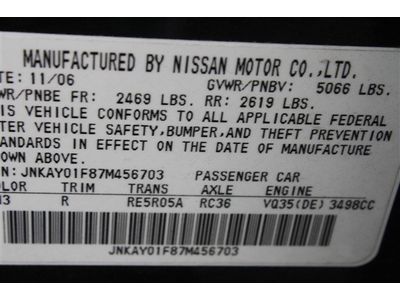 MANUFACTURED BY NISSAN MOTOR CO.,LTD.
TE: 11/06 GVWR/PNBV: 5066 LBS.
WR/PNBE FR: 2469 LBS. RR: 2619 LBS.
IS VEHICLE CONFORMS TO ALL APPLICABLE FEDERAL
TER VEHICLE SAFETY,BUMPER,AND THEFT PREVENTION
NDARDS IN EFFECT ON THE DATE OF MANUFACTURE
OWN ABOVE:
: JNKAY01F87M456703 PASSENGER CAR
OLOR TRIM TRANS AXLE ENGINE
H3 R RE5R05A RC36 VQ35(DE) 3498CC
JNKAY01F87M456703